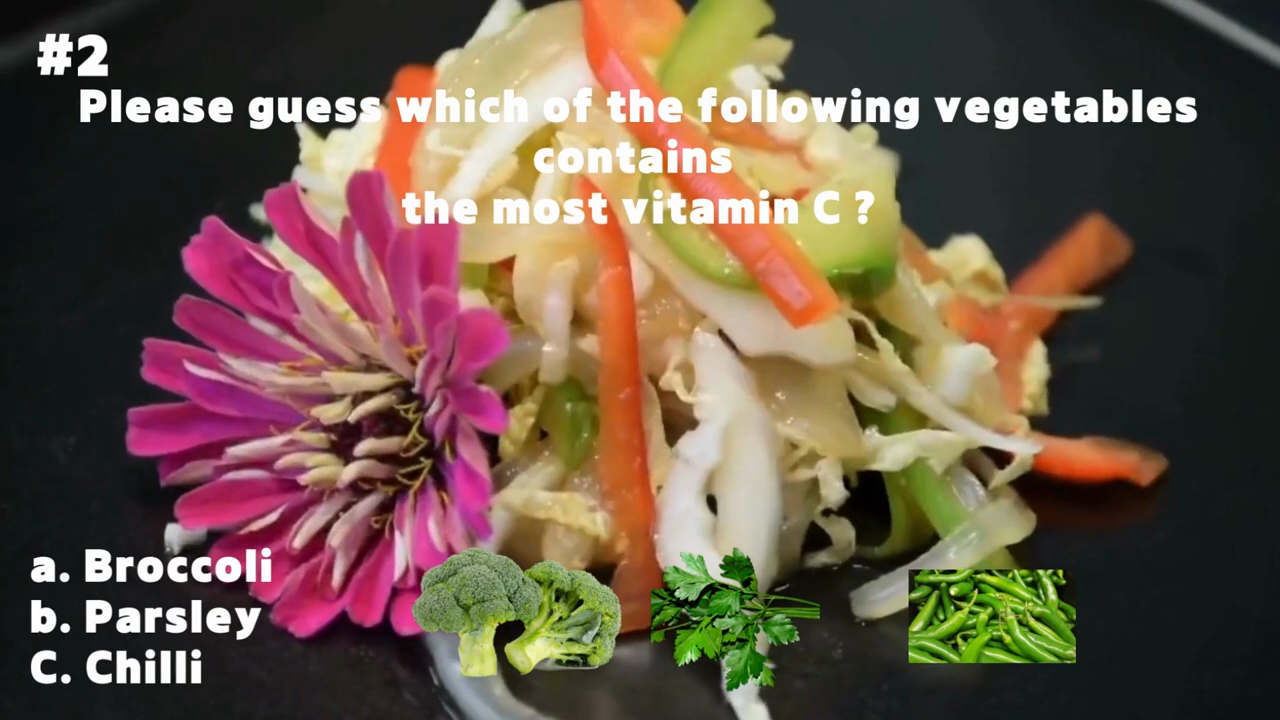 #2
Please guess which of the following vegetables
contains
the most vitamin C ?
a. Broccoli
b. Parsley
C. Chilli